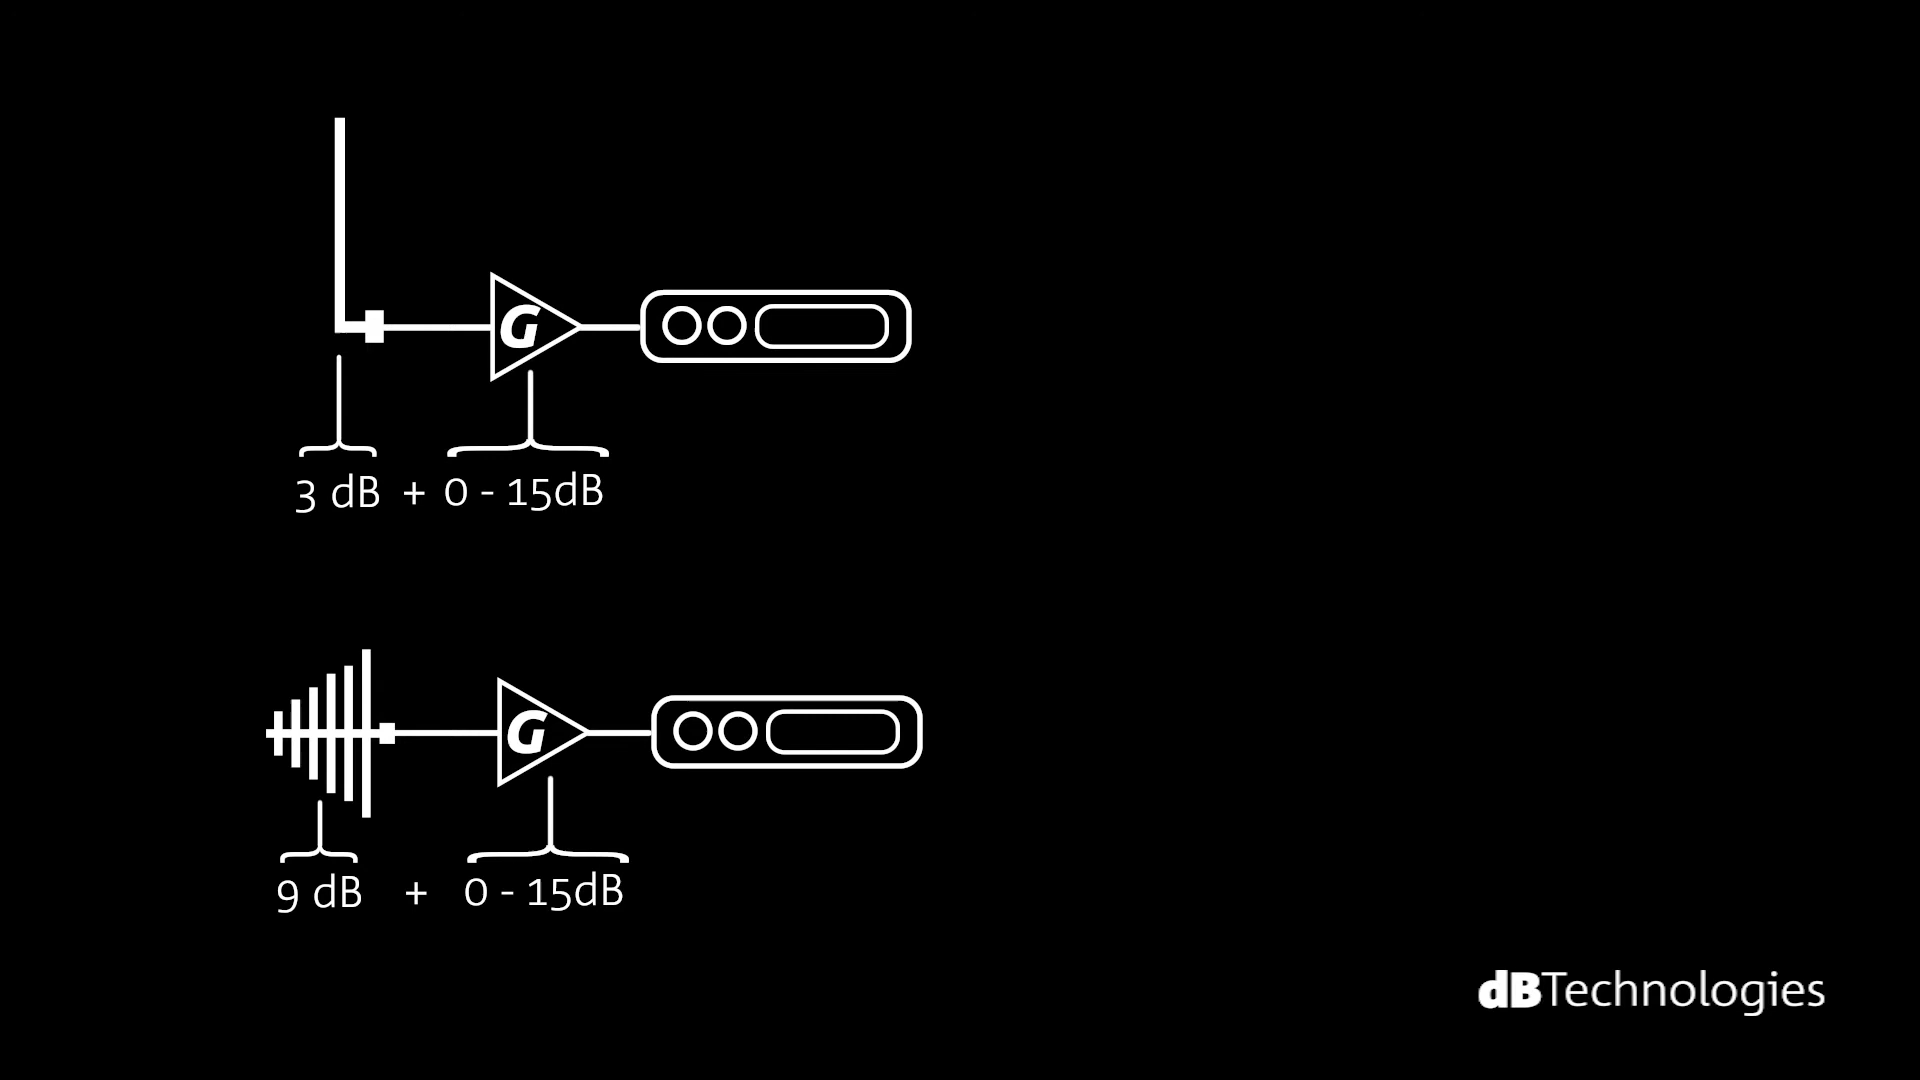 G
3 dB + 0 - 15dB
G
9 dB + 0 - 15dB
dBTechnologies